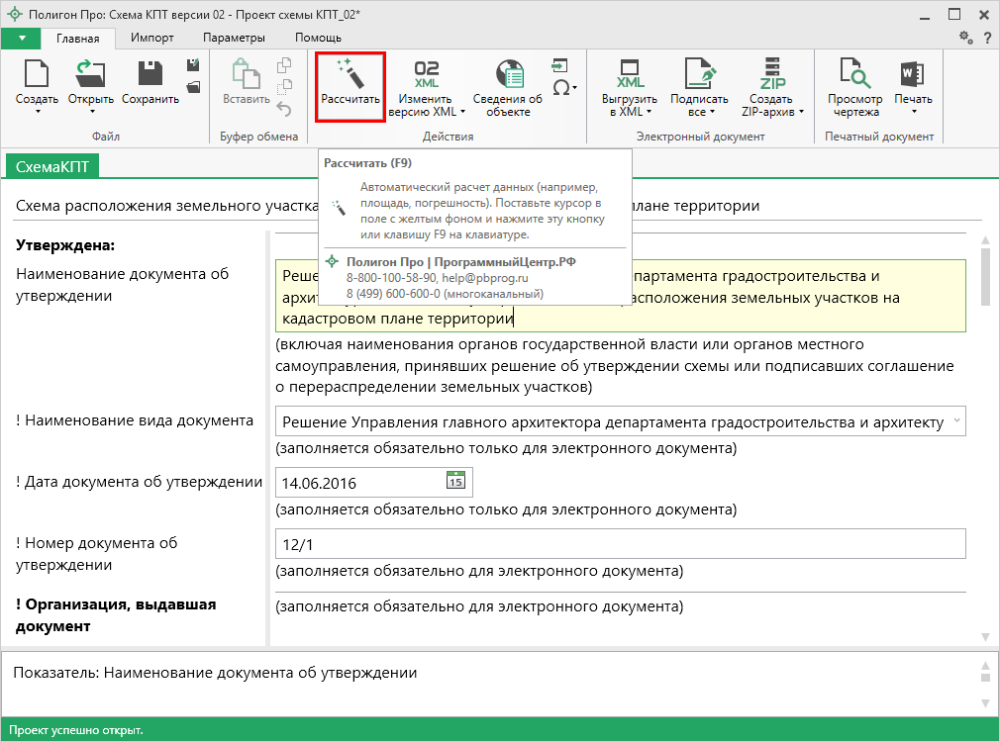 Полигон Про: Схема КПТ версии 02 - Проект схемы КПТ_02*
Главная Импорт Параметры Помощь
?
02
XML
W
XML
ZIP
Создать Открыть Сохранить Вставить Рассчитать Изменить версию XML Сведения об объекте Ω Выгрузить в XML Подписать все Создать ZIP-архив Просмотр чертежа Печать
Файл Буфер обмена Действия Электронный документ Печатный документ
СхемаКПТ
Рассчитать (F9)
Автоматический расчет данных (например,
площадь, погрешность). Поставьте курсор в
поле с желтым фоном и нажмите эту кнопку
или клавишу F9 на клавиатуре.
Полигон Про | ПрограммныйЦентр.РФ
8-800-100-58-90, help@pbprog.ru
8 (499) 600-600-0 (многоканальный)
Схема расположения земельного участка плане территории
Утверждена:
Наименование документа об
утверждении
Реше департамента градостроительства и
архи асположения земельных участков на
кадастровом плане территории
(включая наименования органов государственной власти или органов местного
самоуправления, принявших решение об утверждении схемы или подписавших соглашение
о перераспределении земельных участков)
! Наименование вида документа
Решение Управления главного архитектора департамента градостроительства и архитекту
(заполняется обязательно только для электронного документа)
! Дата документа об утверждении
14.06.2016
15
(заполняется обязательно только для электронного документа)
! Номер документа об
утверждении
12/1
(заполняется обязательно для электронного документа)
! Организация, выдавшая
документ
(заполняется обязательно для электронного документа)
Показатель: Наименование документа об утверждении
Проект успешно открыт.